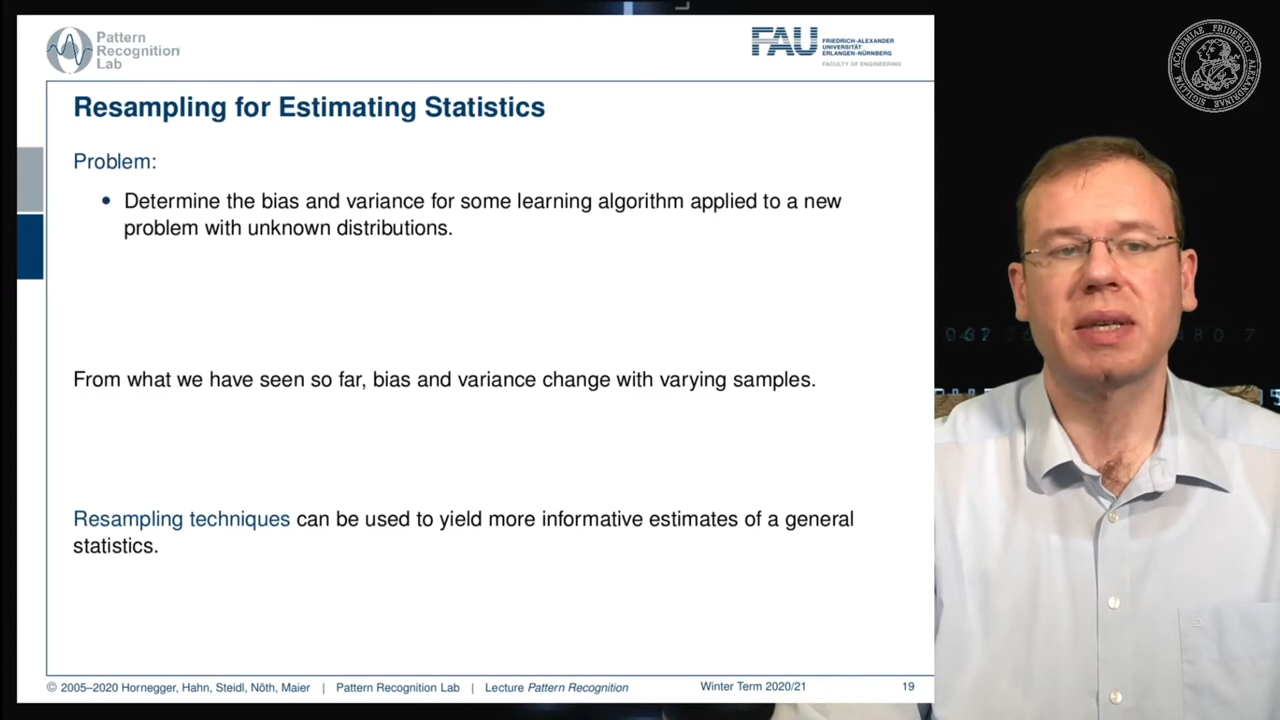 Pattern
Recognition
Lab
FAU
FRIEDRICH-ALEXANDER
UNIVERSITÄT
ERLANGEN-NÜRNBERG
FACULTY OF ENGINEERING
Resampling for Estimating Statistics
Problem:
• Determine the bias and variance for some learning algorithm applied to a new
problem with unknown distributions.
From what we have seen so far, bias and variance change with varying samples.
Resampling techniques can be used to yield more informative estimates of a general
statistics.
© 2005–2020 Hornegger, Hahn, Steidl, Nöth, Maier | Pattern Recognition Lab | Lecture Pattern Recognition Winter Term 2020/21 19